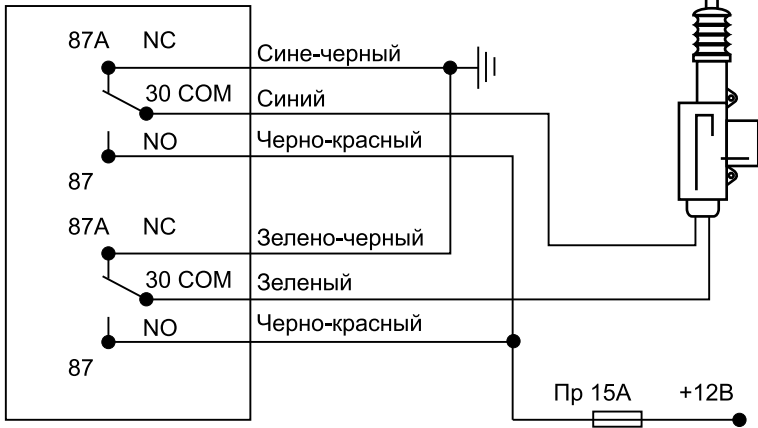 87A NC
Сине-черный
30 COM
Синий
NO
Черно-красный
87
87A NC
Зелено-черный
30 COM
Зеленый
NO
Черно-красный
87
Пр 15А
+12В